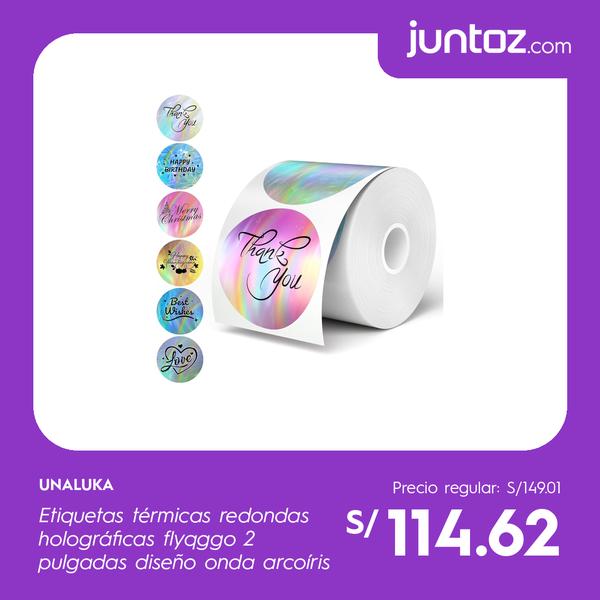 juntoz.com
Thank
You
HAPPY
BIRTHDAY
Merry
Christmas
Best
Wishes
Love
Thank
You
UNALUKA
Etiquetas térmicas redondas
holográficas flyqggo 2
pulgadas diseño onda arcoíris
Precio regular: S/149.01
S/114.62